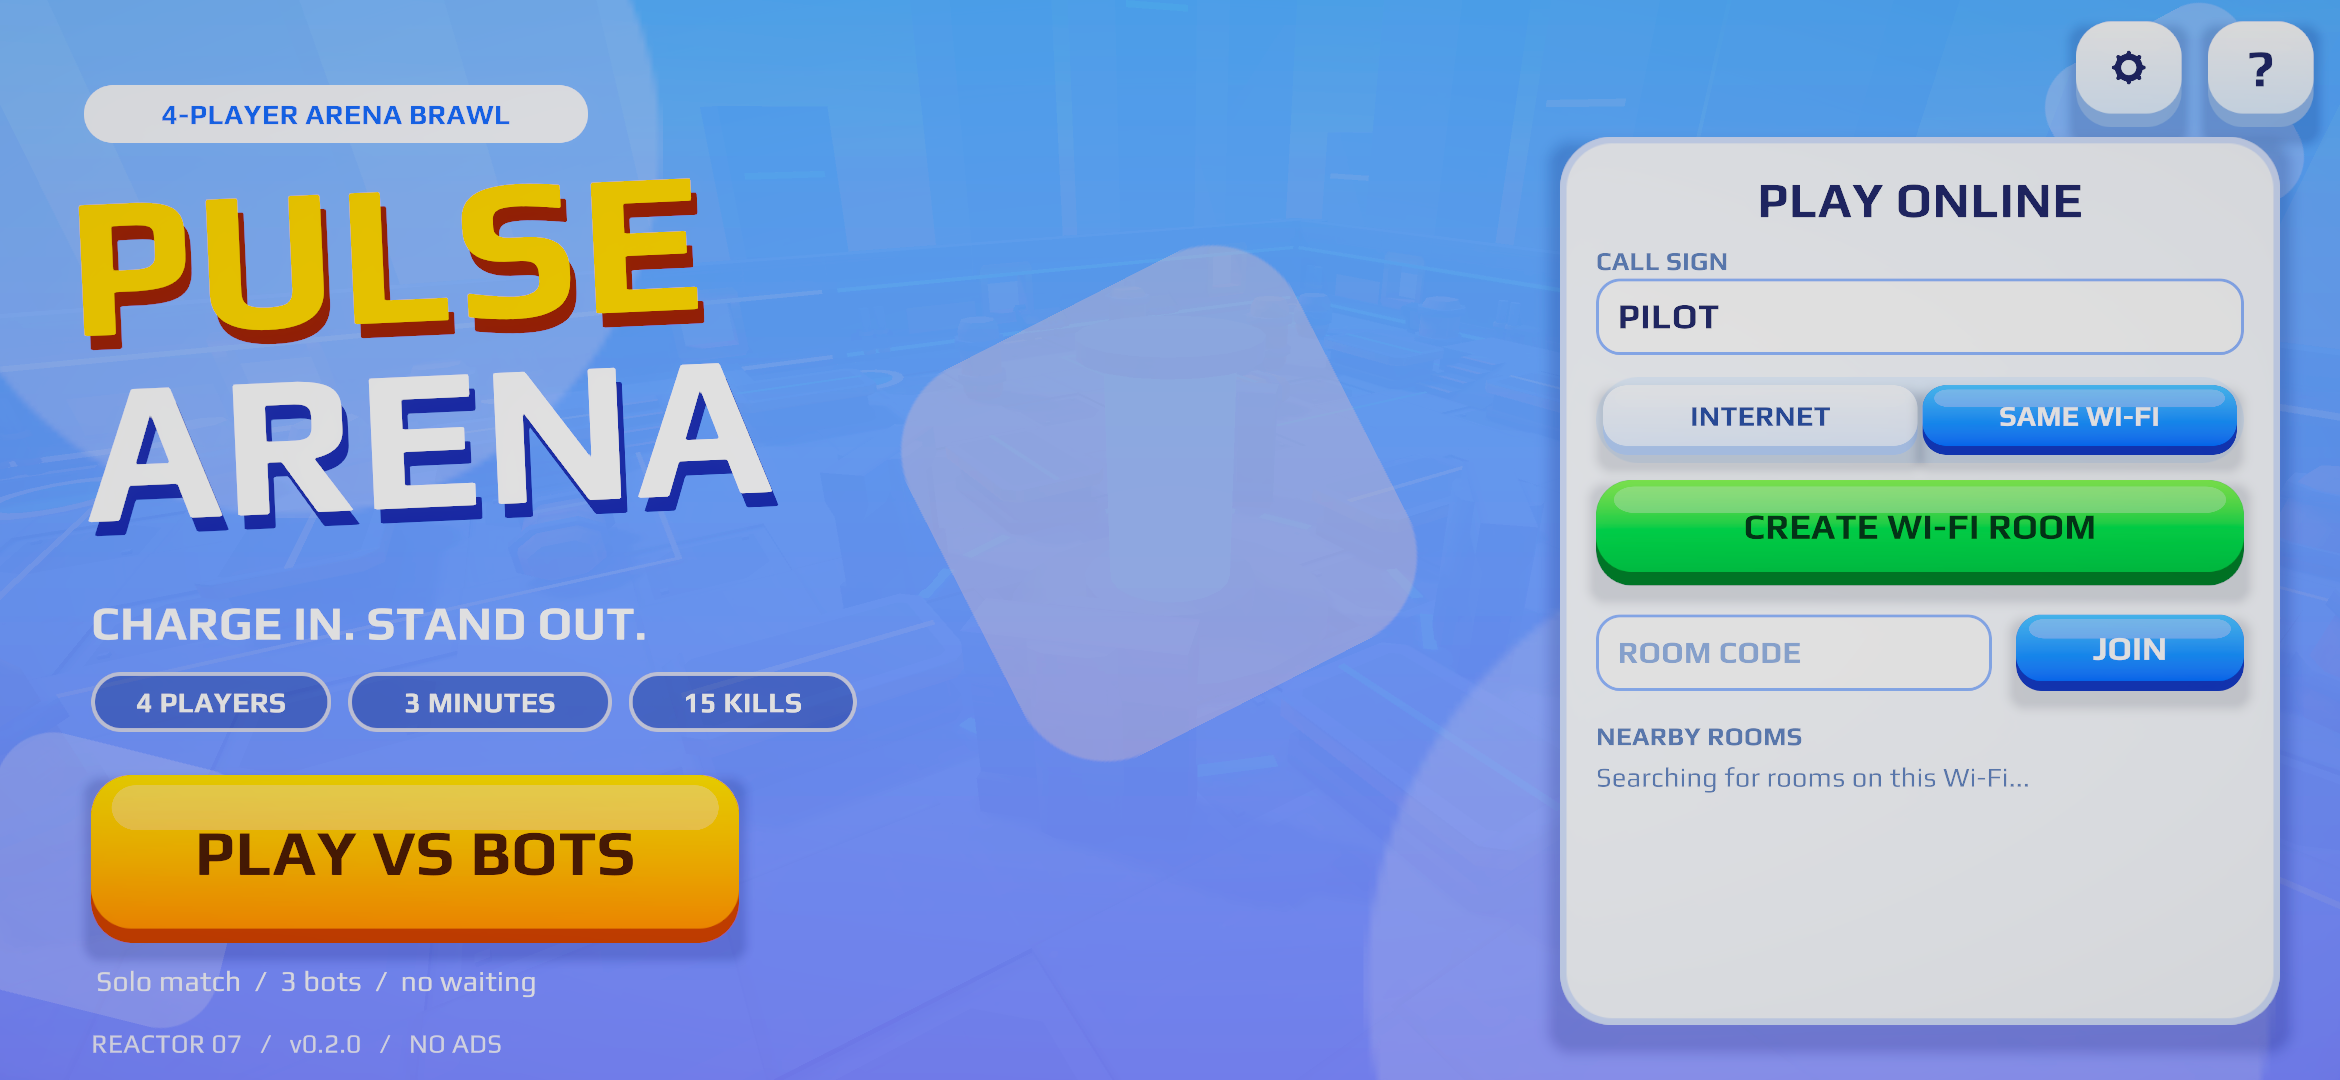 4-PLAYER ARENA BRAWL
PULSE
ARENA
CHARGE IN. STAND OUT.
4 PLAYERS
3 MINUTES
15 KILLS
PLAY VS BOTS
Solo match / 3 bots / no waiting
REACTOR 07 / v0.2.0 / NO ADS
?
PLAY ONLINE
CALL SIGN
PILOT
INTERNET
SAME WI-FI
CREATE WI-FI ROOM
ROOM CODE
JOIN
NEARBY ROOMS
Searching for rooms on this Wi-Fi...